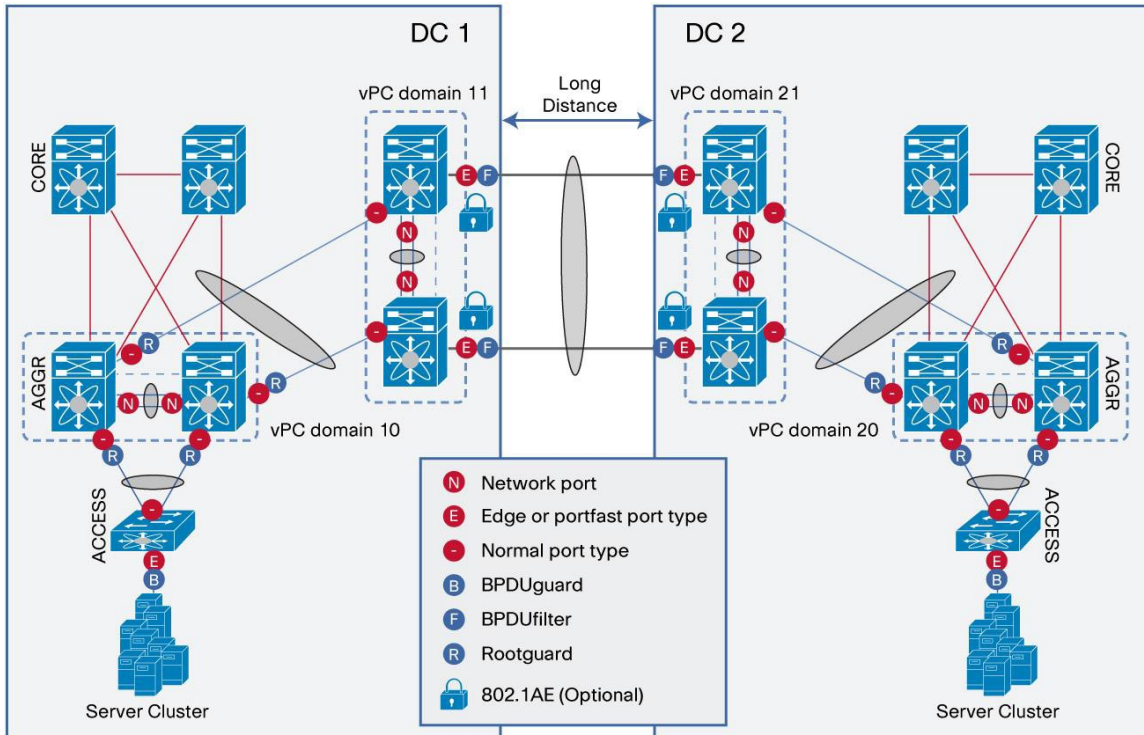 DC 1
DC 2
vPC domain 11
Long
Distance
vPC domain 21
CORE
CORE
E
F
F
E
-
-
N
N
N
N
-
-
E
F
F
E
R
-
R
-
R
-
R
-
AGGR
AGGR
N
N
N
N
vPC domain 10
vPC domain 20
-
-
R
R
-
-
R
R
-
-
ACCESS
ACCESS
E
B
E
B
Server Cluster
Server Cluster
N Network port
E Edge or portfast port type
- Normal port type
B BPDUguard
F BPDUfilter
R Rootguard
802.1AE (Optional)